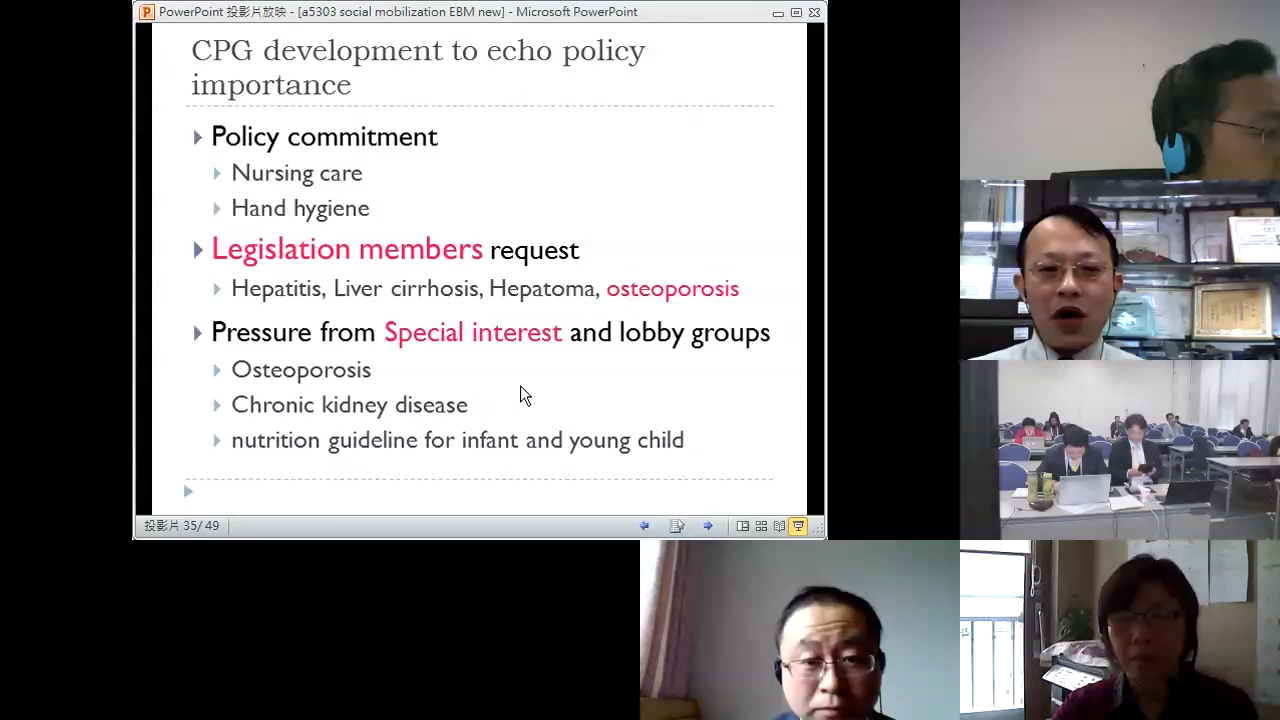 PowerPoint 投影片放映 - [a5303 social mobilization EBM new] - Microsoft PowerPoint
CPG development to echo policy
importance
Policy commitment
Nursing care
Hand hygiene
Legislation members request
Hepatitis, Liver cirrhosis, Hepatoma, osteoporosis
Pressure from Special interest and lobby groups
Osteoporosis
Chronic kidney disease
nutrition guideline for infant and young child
投影片 35/ 49